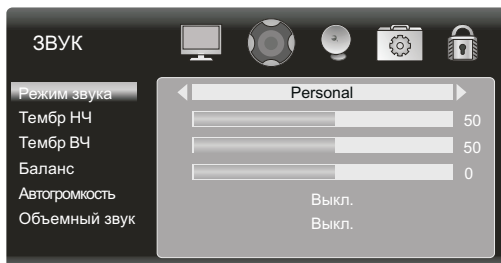 ЗВУК
Режим звука Personal
Тембр НЧ 50
Тембр ВЧ 50
Баланс 0
Автогромкость Выкл.
Объемный звук Выкл.